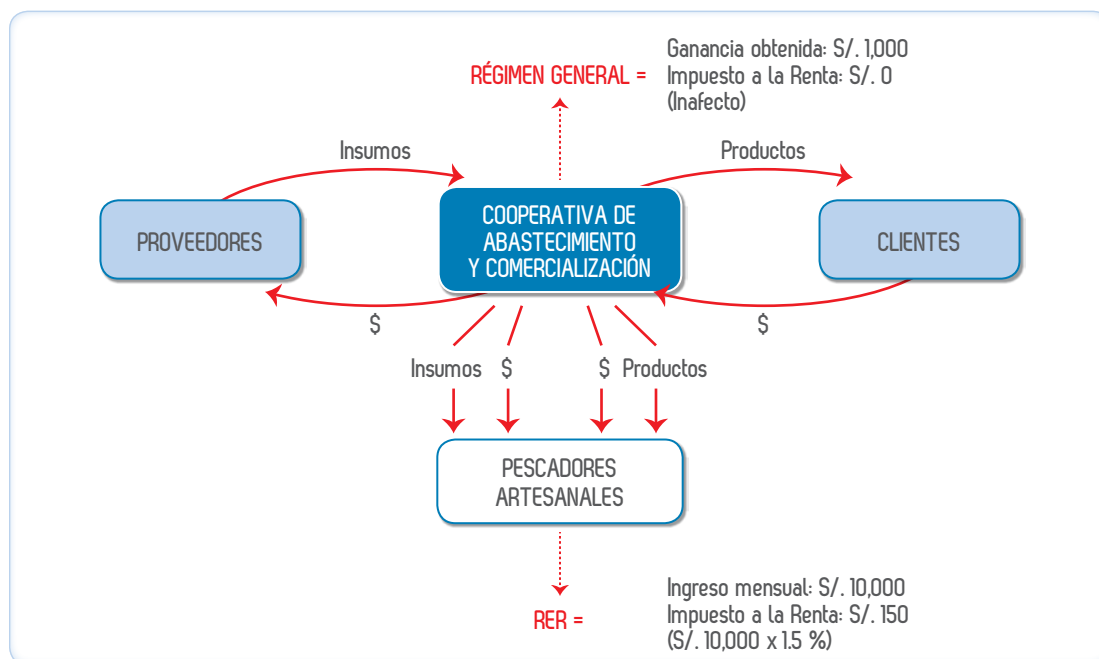 RÉGIMEN GENERAL =
Ganancia obtenida: S/. 1,000
Impuesto a la Renta: S/. 0
(Inafecto)
Insumos
Productos
PROVEEDORES
COOPERATIVA DE
ABASTECIMIENTO
Y COMERCIALIZACIÓN
CLIENTES
$
$
Insumos
$
$
Productos
PESCADORES
ARTESANALES
RER =
Ingreso mensual: S/. 10,000
Impuesto a la Renta: S/. 150
(S/. 10,000 x 1.5 %)